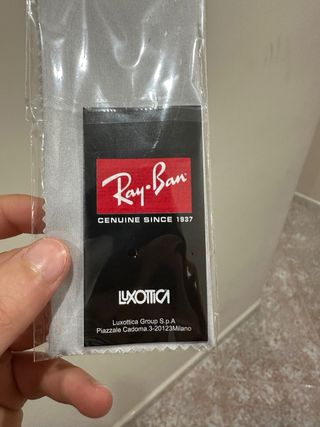 Ray-Ban
GENUINE SINCE 1937
LUXOTTICA
Luxottica Group S.p.A
Piazzale Cadorna.3-20123Milano